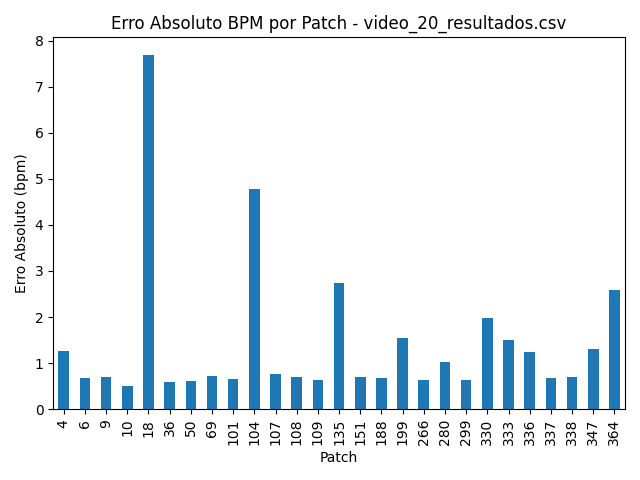 Erro Absoluto BPM por Patch - video_20_resultados.csv
Erro Absoluto (bpm)
8
7
6
5
4
3
2
1
0
4 6 9 10 18 36 50 69 101 104 107 108 109 135 151 188 199 266 280 299 330 333 336 337 338 347 364
Patch